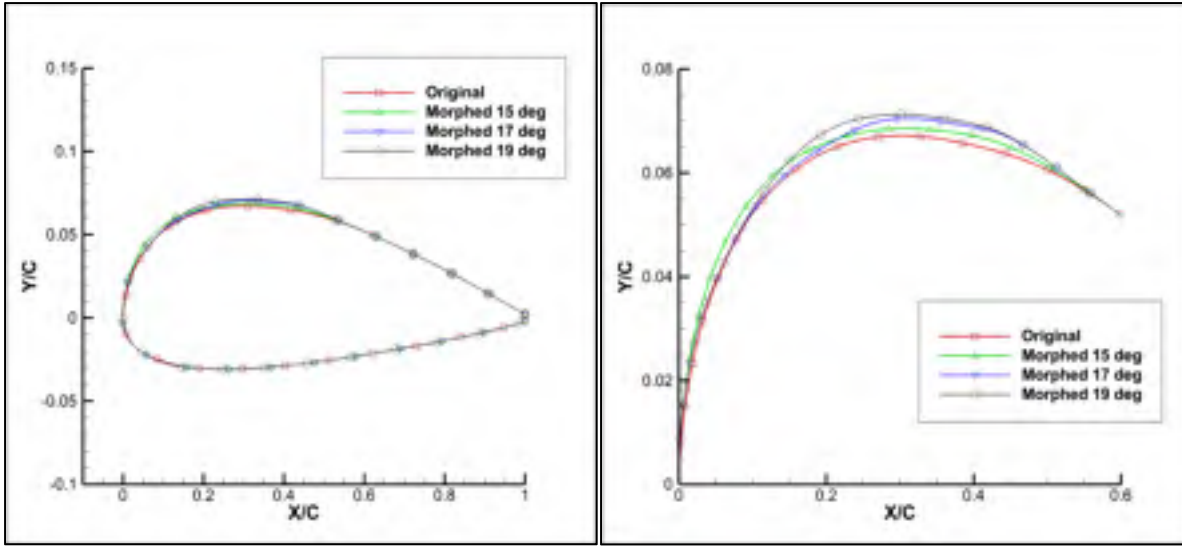 0.15
0.1
0.05
0
-0.05
-0.1
Y/C
0
0.2
0.4
0.6
0.8
1
X/C
Original
Morphed 15 deg
Morphed 17 deg
Morphed 19 deg
0.08
0.06
0.04
0.02
0
Y/C
0
0.2
0.4
0.6
X/C
Original
Morphed 15 deg
Morphed 17 deg
Morphed 19 deg